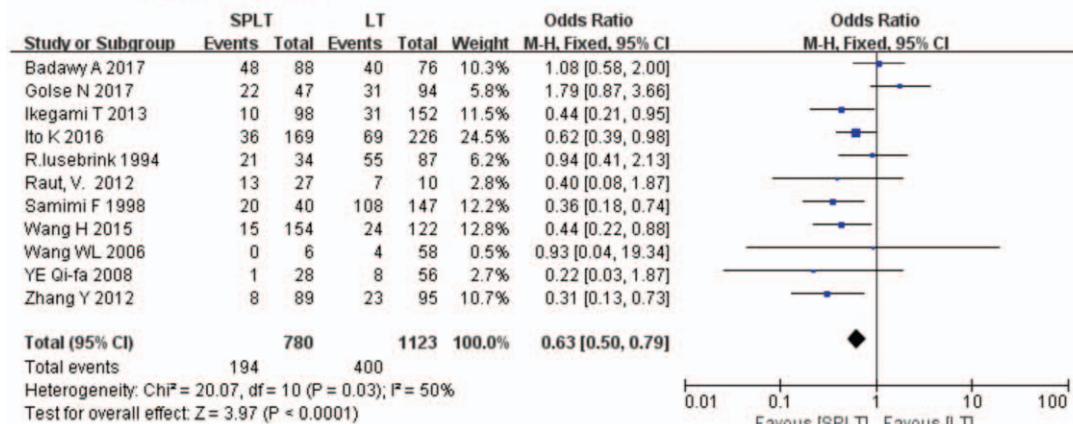 SPLT LT Odds Ratio Odds Ratio
Study or Subgroup Events Total Events Total Weight M-H, Fixed, 95% CI M-H, Fixed, 95% CI
Badawy A 2017 48 88 40 76 10.3% 1.08 [0.58, 2.00]
Golse N 2017 22 47 31 94 5.8% 1.79 [0.87, 3.66]
Ikegami T 2013 10 98 31 152 11.5% 0.44 [0.21, 0.95]
Ito K 2016 36 169 69 226 24.5% 0.62 [0.39, 0.98]
R.lusebrink 1994 21 34 55 87 6.2% 0.94 [0.41, 2.13]
Raut, V. 2012 13 27 7 10 2.8% 0.40 [0.08, 1.87]
Samimi F 1998 20 40 108 147 12.2% 0.36 [0.18, 0.74]
Wang H 2015 15 154 24 122 12.8% 0.44 [0.22, 0.88]
Wang WL 2006 0 6 4 58 0.5% 0.93 [0.04, 19.34]
YE Qi-fa 2008 1 28 8 56 2.7% 0.22 [0.03, 1.87]
Zhang Y 2012 8 89 23 95 10.7% 0.31 [0.13, 0.73]
Total (95% CI) 780 1123 100.0% 0.63 [0.50, 0.79]
Total events 194 400
Heterogeneity: Chi² = 20.07, df = 10 (P = 0.03); I² = 50%
Test for overall effect: Z = 3.97 (P < 0.0001)
0.01 0.1 1 10 100
Favous [SPLT] Favous [LT]